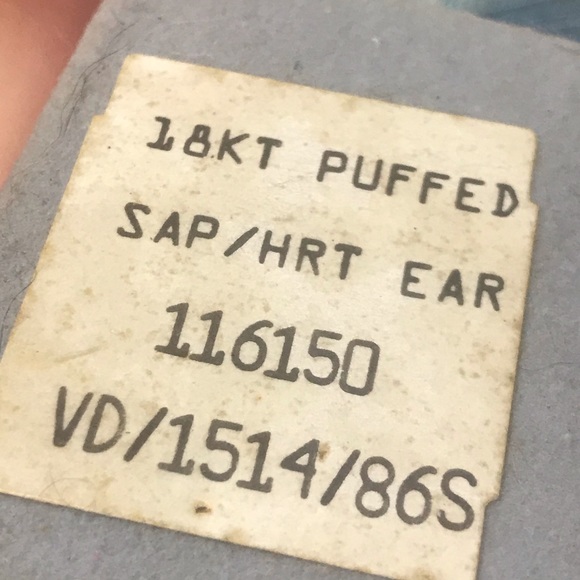 18KT PUFFED
SAP/HRT EAR
116150
VD/1514/86S